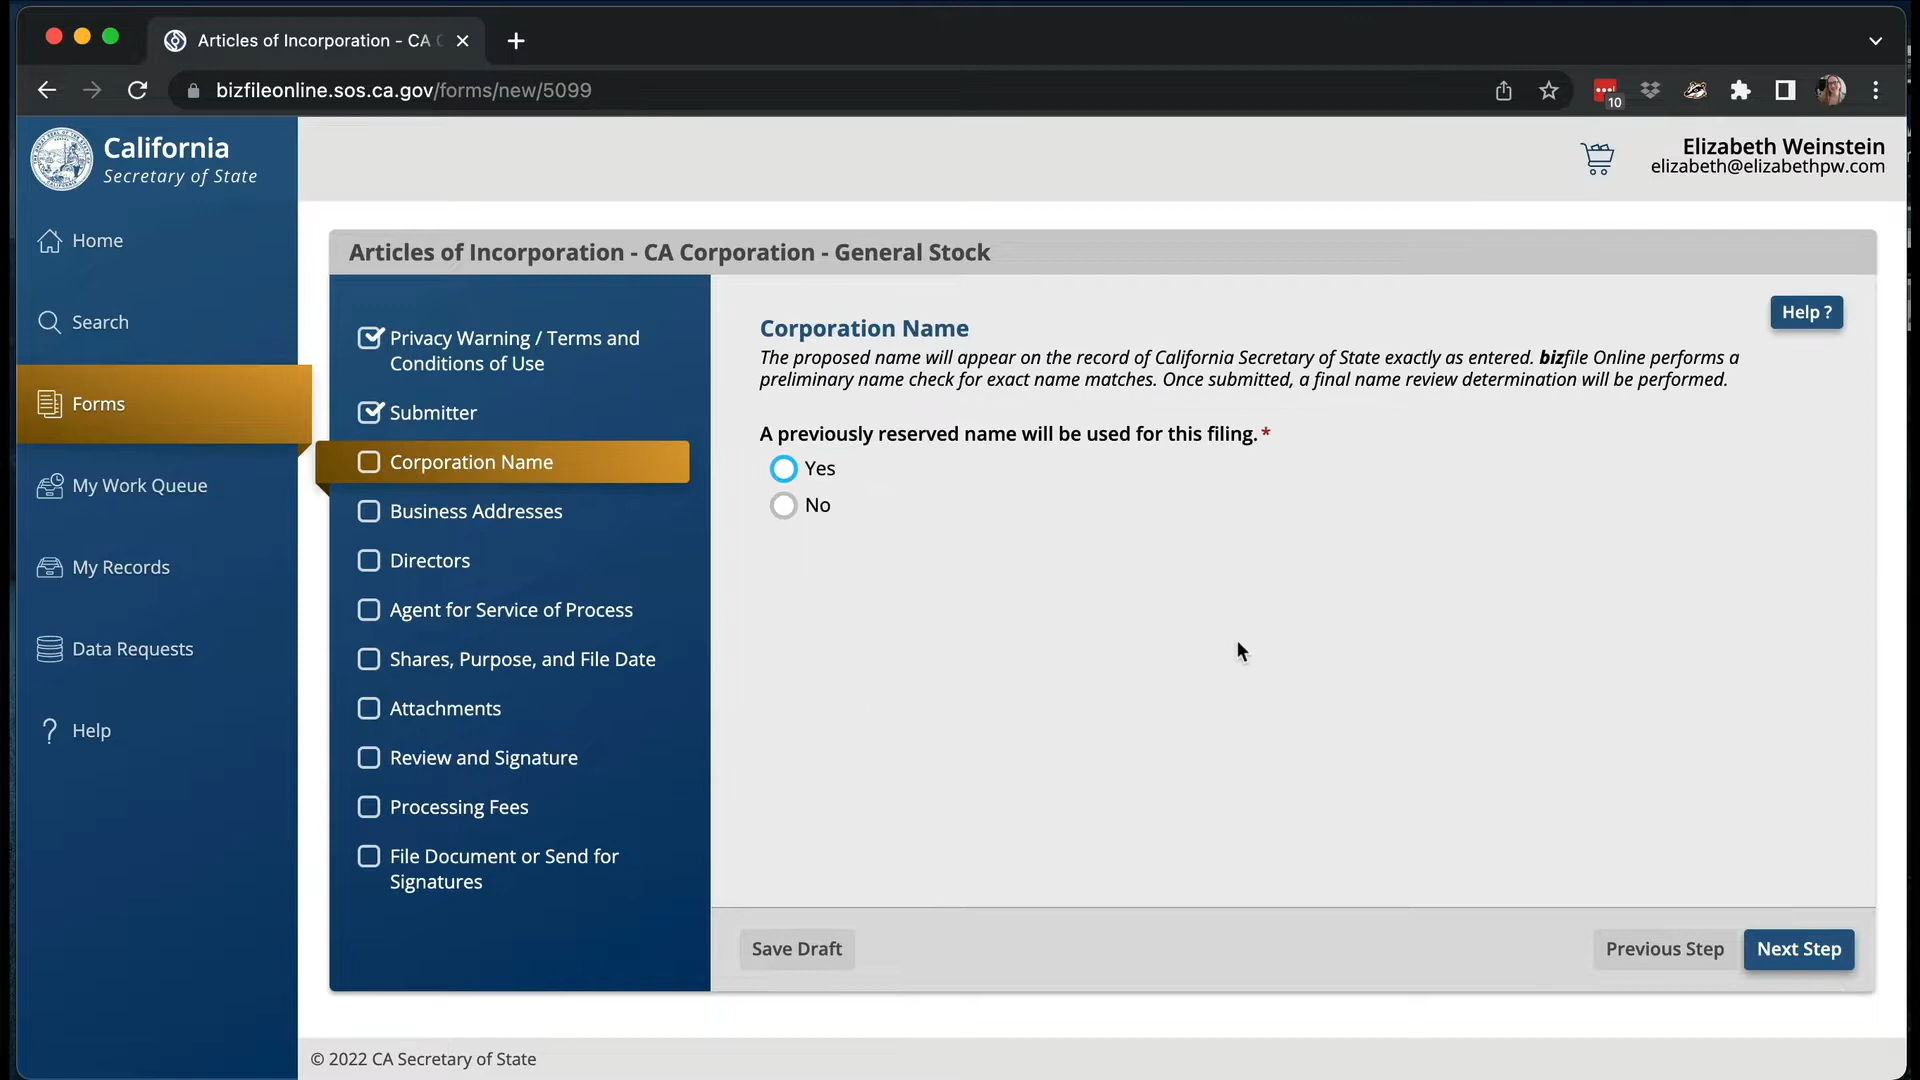 Articles of Incorporation - CA
bizfileonline.sos.ca.gov/forms/new/5099
10
California
Secretary of State
Elizabeth Weinstein
elizabeth@elizabethpw.com
Home
Search
Forms
My Work Queue
My Records
Data Requests
Help
Articles of Incorporation - CA Corporation - General Stock
Privacy Warning / Terms and
Conditions of Use
Submitter
Corporation Name
Business Addresses
Directors
Agent for Service of Process
Shares, Purpose, and File Date
Attachments
Review and Signature
Processing Fees
File Document or Send for
Signatures
Help ?
Corporation Name
The proposed name will appear on the record of California Secretary of State exactly as entered. bizfile Online performs a
preliminary name check for exact name matches. Once submitted, a final name review determination will be performed.
A previously reserved name will be used for this filing.*
Yes
No
Save Draft
Previous Step
Next Step
© 2022 CA Secretary of State